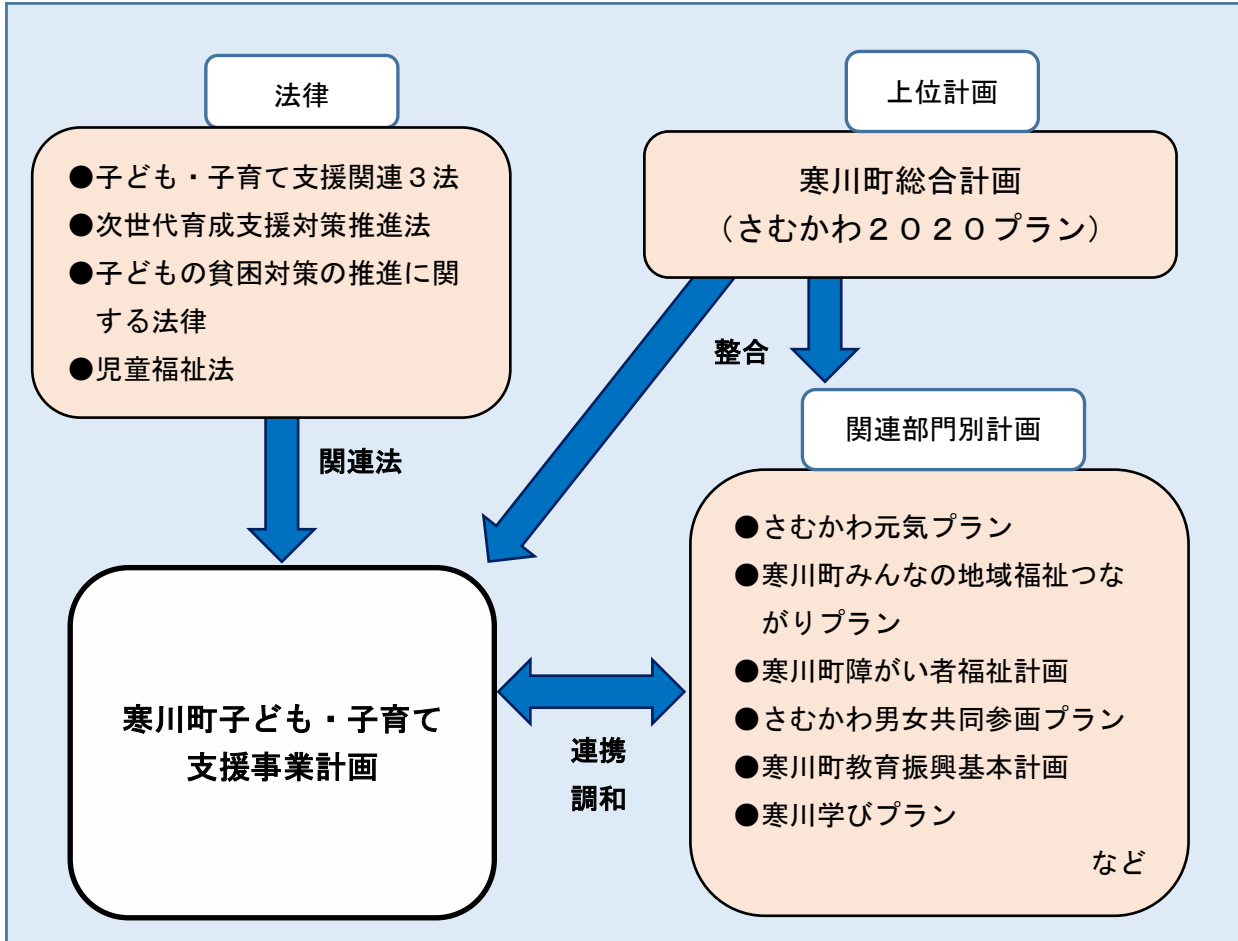 法律
●子ども・子育て支援関連３法
●次世代育成支援対策推進法
●子どもの貧困対策の推進に関
する法律
●児童福祉法
上位計画
寒川町総合計画
（さむかわ２０２０プラン）
整合
関連法
関連部門別計画
●さむかわ元気プラン
●寒川町みんなの地域福祉つな
がりプラン
●寒川町障がい者福祉計画
●さむかわ男女共同参画プラン
●寒川町教育振興基本計画
●寒川学びプラン
など
寒川町子ども・子育て
支援事業計画
連携
調和